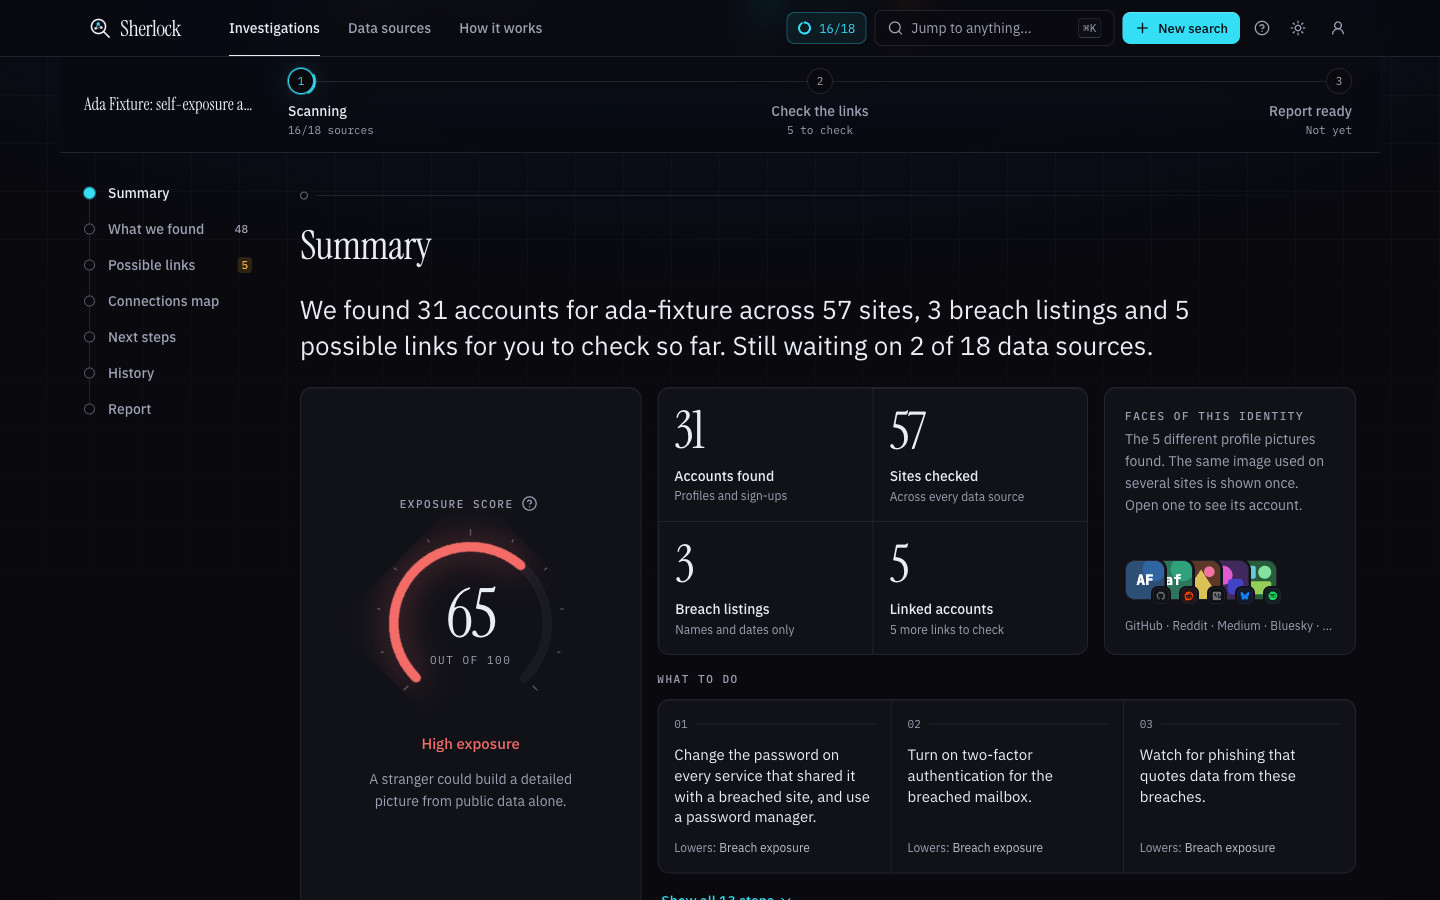 Sherlock
Investigations
Data sources
How it works
16/18
Jump to anything...
⌘K
New search
Ada Fixture: self-exposure a...
1
Scanning
16/18 sources
2
Check the links
5 to check
3
Report ready
Not yet
Summary
What we found 48
Possible links 5
Connections map
Next steps
History
Report
Summary
We found 31 accounts for ada-fixture across 57 sites, 3 breach listings and 5
possible links for you to check so far. Still waiting on 2 of 18 data sources.
EXPOSURE SCORE
65
OUT OF 100
High exposure
A stranger could build a detailed
picture from public data alone.
31
Accounts found
Profiles and sign-ups
57
Sites checked
Across every data source
3
Breach listings
Names and dates only
5
Linked accounts
5 more links to check
FACES OF THIS IDENTITY
The 5 different profile pictures
found. The same image used on
several sites is shown once.
Open one to see its account.
AF
af
GitHub · Reddit · Medium · Bluesky · ...
WHAT TO DO
01
Change the password on
every service that shared it
with a breached site, and use
a password manager.
Lowers: Breach exposure
02
Turn on two-factor
authentication for the
breached mailbox.
Lowers: Breach exposure
03
Watch for phishing that
quotes data from these
breaches.
Lowers: Breach exposure
Show all 13 steps